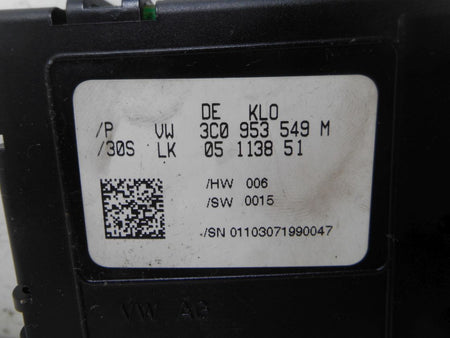 DE KLO
/P VW 3C0 953 549 M
/30S LK 05 1138 51
/HW 006
/SW 0015
-/SN 01103071990047
VW AG